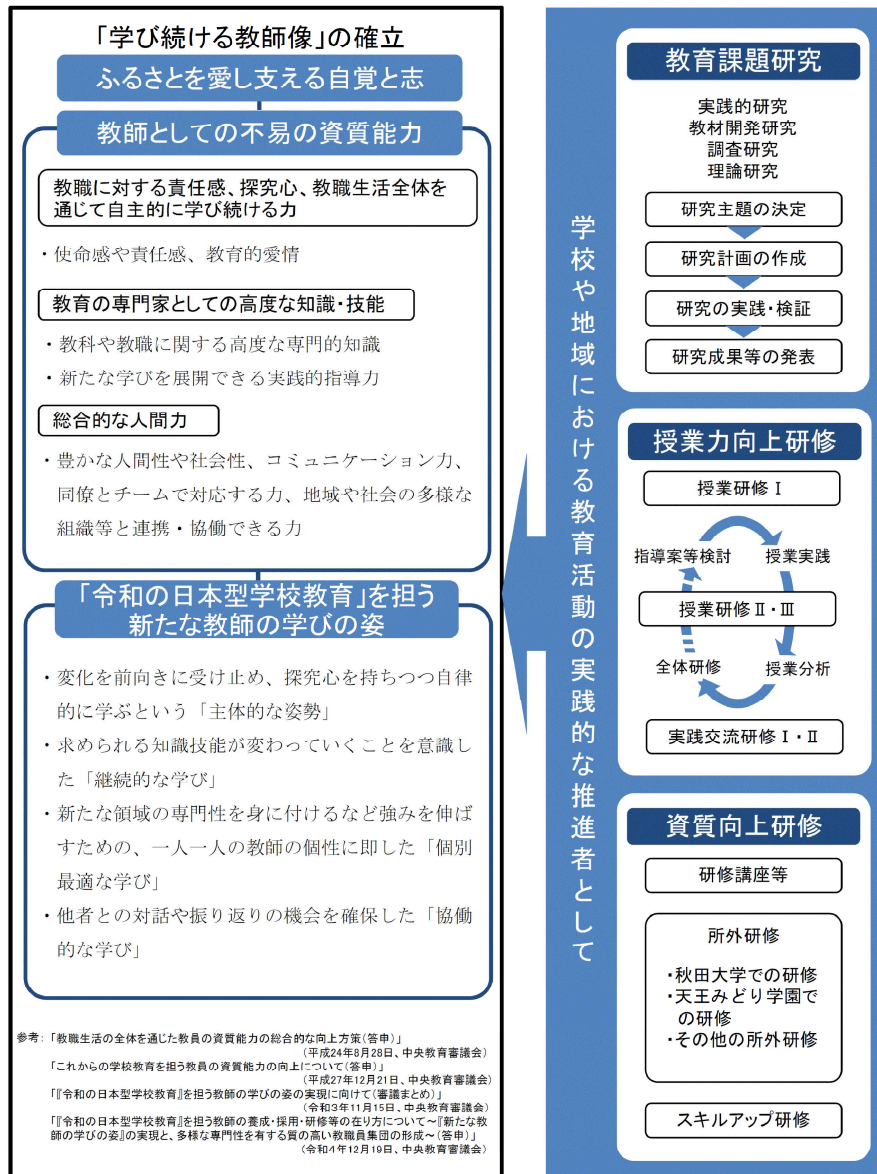 「学び続ける教師像」の確立
ふるさとを愛し支える自覚と志
教師としての不易の資質能力
教職に対する責任感、探究心、教職生活全体を
通じて自主的に学び続ける力
・使命感や責任感、教育的愛情
教育の専門家としての高度な知識・技能
・教科や教職に関する高度な専門的知識
・新たな学びを展開できる実践的指導力
総合的な人間力
・豊かな人間性や社会性、コミュニケーション力、
同僚とチームで対応する力、地域や社会の多様な
組織等と連携・協働できる力
「令和の日本型学校教育」を担う
新たな教師の学びの姿
・変化を前向きに受け止め、探究心を持ちつつ自律
的に学ぶという「主体的な姿勢」
・求められる知識技能が変わっていくことを意識し
た「継続的な学び」
・新たな領域の専門性を身に付けるなど強みを伸ば
すための、一人一人の教師の個性に即した「個別
最適な学び」
・他者との対話や振り返りの機会を確保した「協働
的な学び」
参考：「教職生活の全体を通じた教員の資質能力の総合的な向上方策（答申）」
（平成24年8月28日、中央教育審議会）
「これからの学校教育を担う教員の資質能力の向上について（答申）」
（平成27年12月21日、中央教育審議会）
「『令和の日本型学校教育』を担う教師の学びの姿の実現に向けて（審議まとめ）」
（令和3年11月15日、中央教育審議会）
「『令和の日本型学校教育』を担う教師の養成・採用・研修等の在り方について～『新たな教
師の学びの姿』の実現と、多様な専門性を有する質の高い教職員集団の形成～（答申）」
（令和4年12月19日、中央教育審議会）
学校や地域における教育活動の実践的な推進者として
教育課題研究
実践的研究
教材開発研究
調査研究
理論研究
研究主題の決定
研究計画の作成
研究の実践・検証
研究成果等の発表
授業力向上研修
授業研修Ⅰ
指導案等検討
授業実践
授業研修Ⅱ・Ⅲ
全体研修
授業分析
実践交流研修Ⅰ・Ⅱ
資質向上研修
研修講座等
所外研修
・秋田大学での研修
・天王みどり学園で
の研修
・その他の所外研修
スキルアップ研修